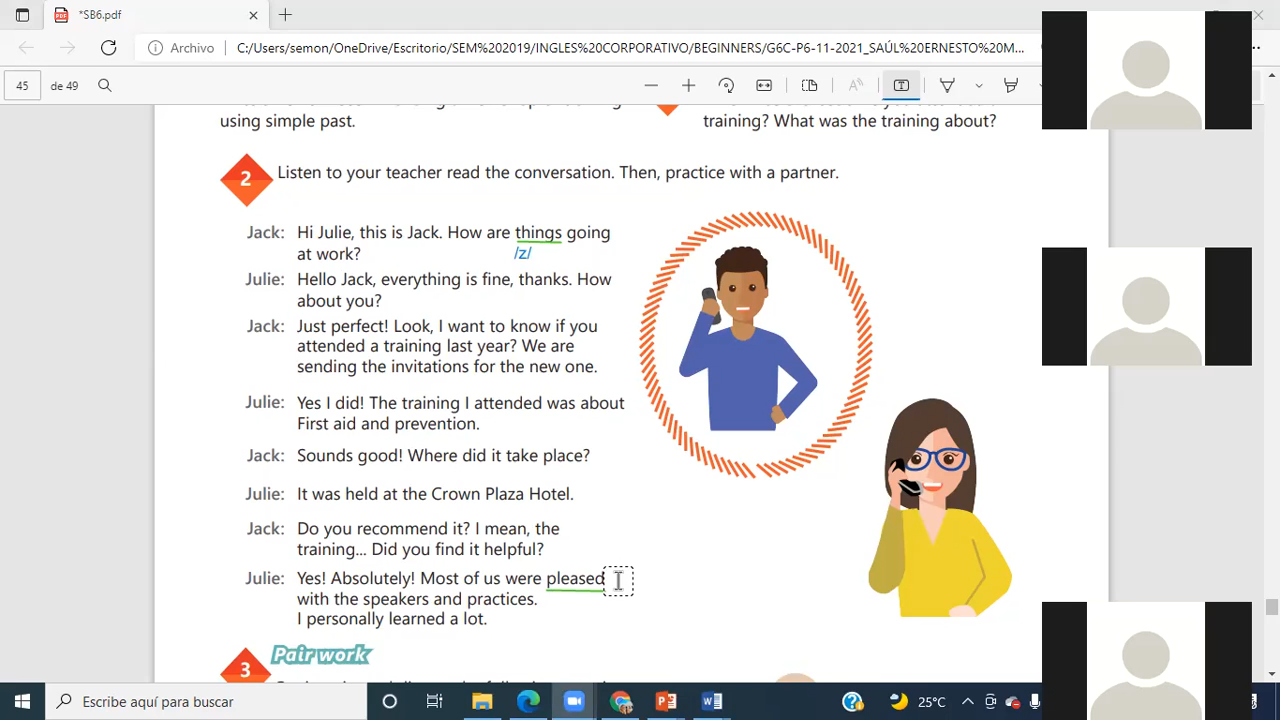 *SB6.pdf
Archivo
C:/Users/semon/OneDrive/Escritorio/SEM%202019/INGLES%20CORPORATIVO/BEGINNERS/G6C-P6-11-2021_SAÚL%20ERNESTO%20M...
45
de 49
using simple past.
training? What was the training about?
2
Listen to your teacher read the conversation. Then, practice with a partner.
Jack: Hi Julie, this is Jack. How are things going
at work?
/z/
Julie: Hello Jack, everything is fine, thanks. How
about you?
Jack: Just perfect! Look, I want to know if you
attended a training last year? We are
sending the invitations for the new one.
Julie: Yes I did! The training I attended was about
First aid and prevention.
Jack: Sounds good! Where did it take place?
Julie: It was held at the Crown Plaza Hotel.
Jack: Do you recommend it? I mean, the
training... Did you find it helpful?
Julie: Yes! Absolutely! Most of us were pleased
with the speakers and practices.
I personally learned a lot.
3
Pair work
Escribe aquí para buscar
25°C